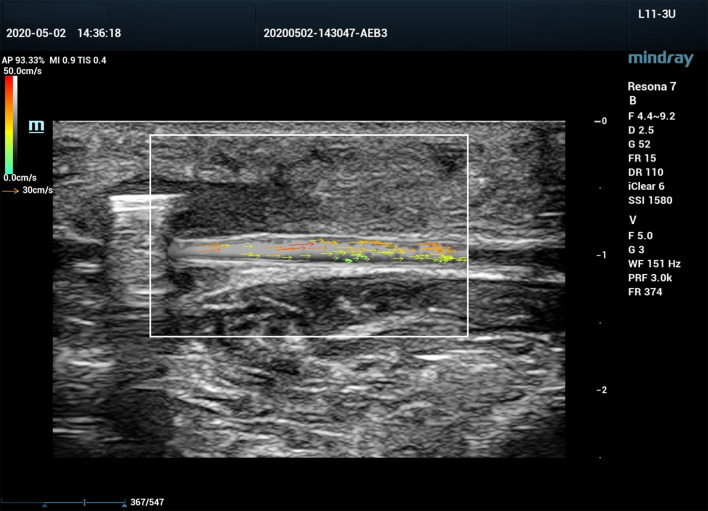 L11-3U
2020-05-02 14:36:18
20200502-143047-AEB3
AP 93.33% MI 0.9 TIS 0.4
mindray
50.0cm/s
m
0.0cm/s
30cm/s
Resona 7
B
F 4.4~9.2
D 2.5
G 52
FR 15
DR 110
iClear 6
SSI 1580
V
F 5.0
G 3
WF 151 Hz
PRF 3.0k
FR 374
0
1
2
367/547